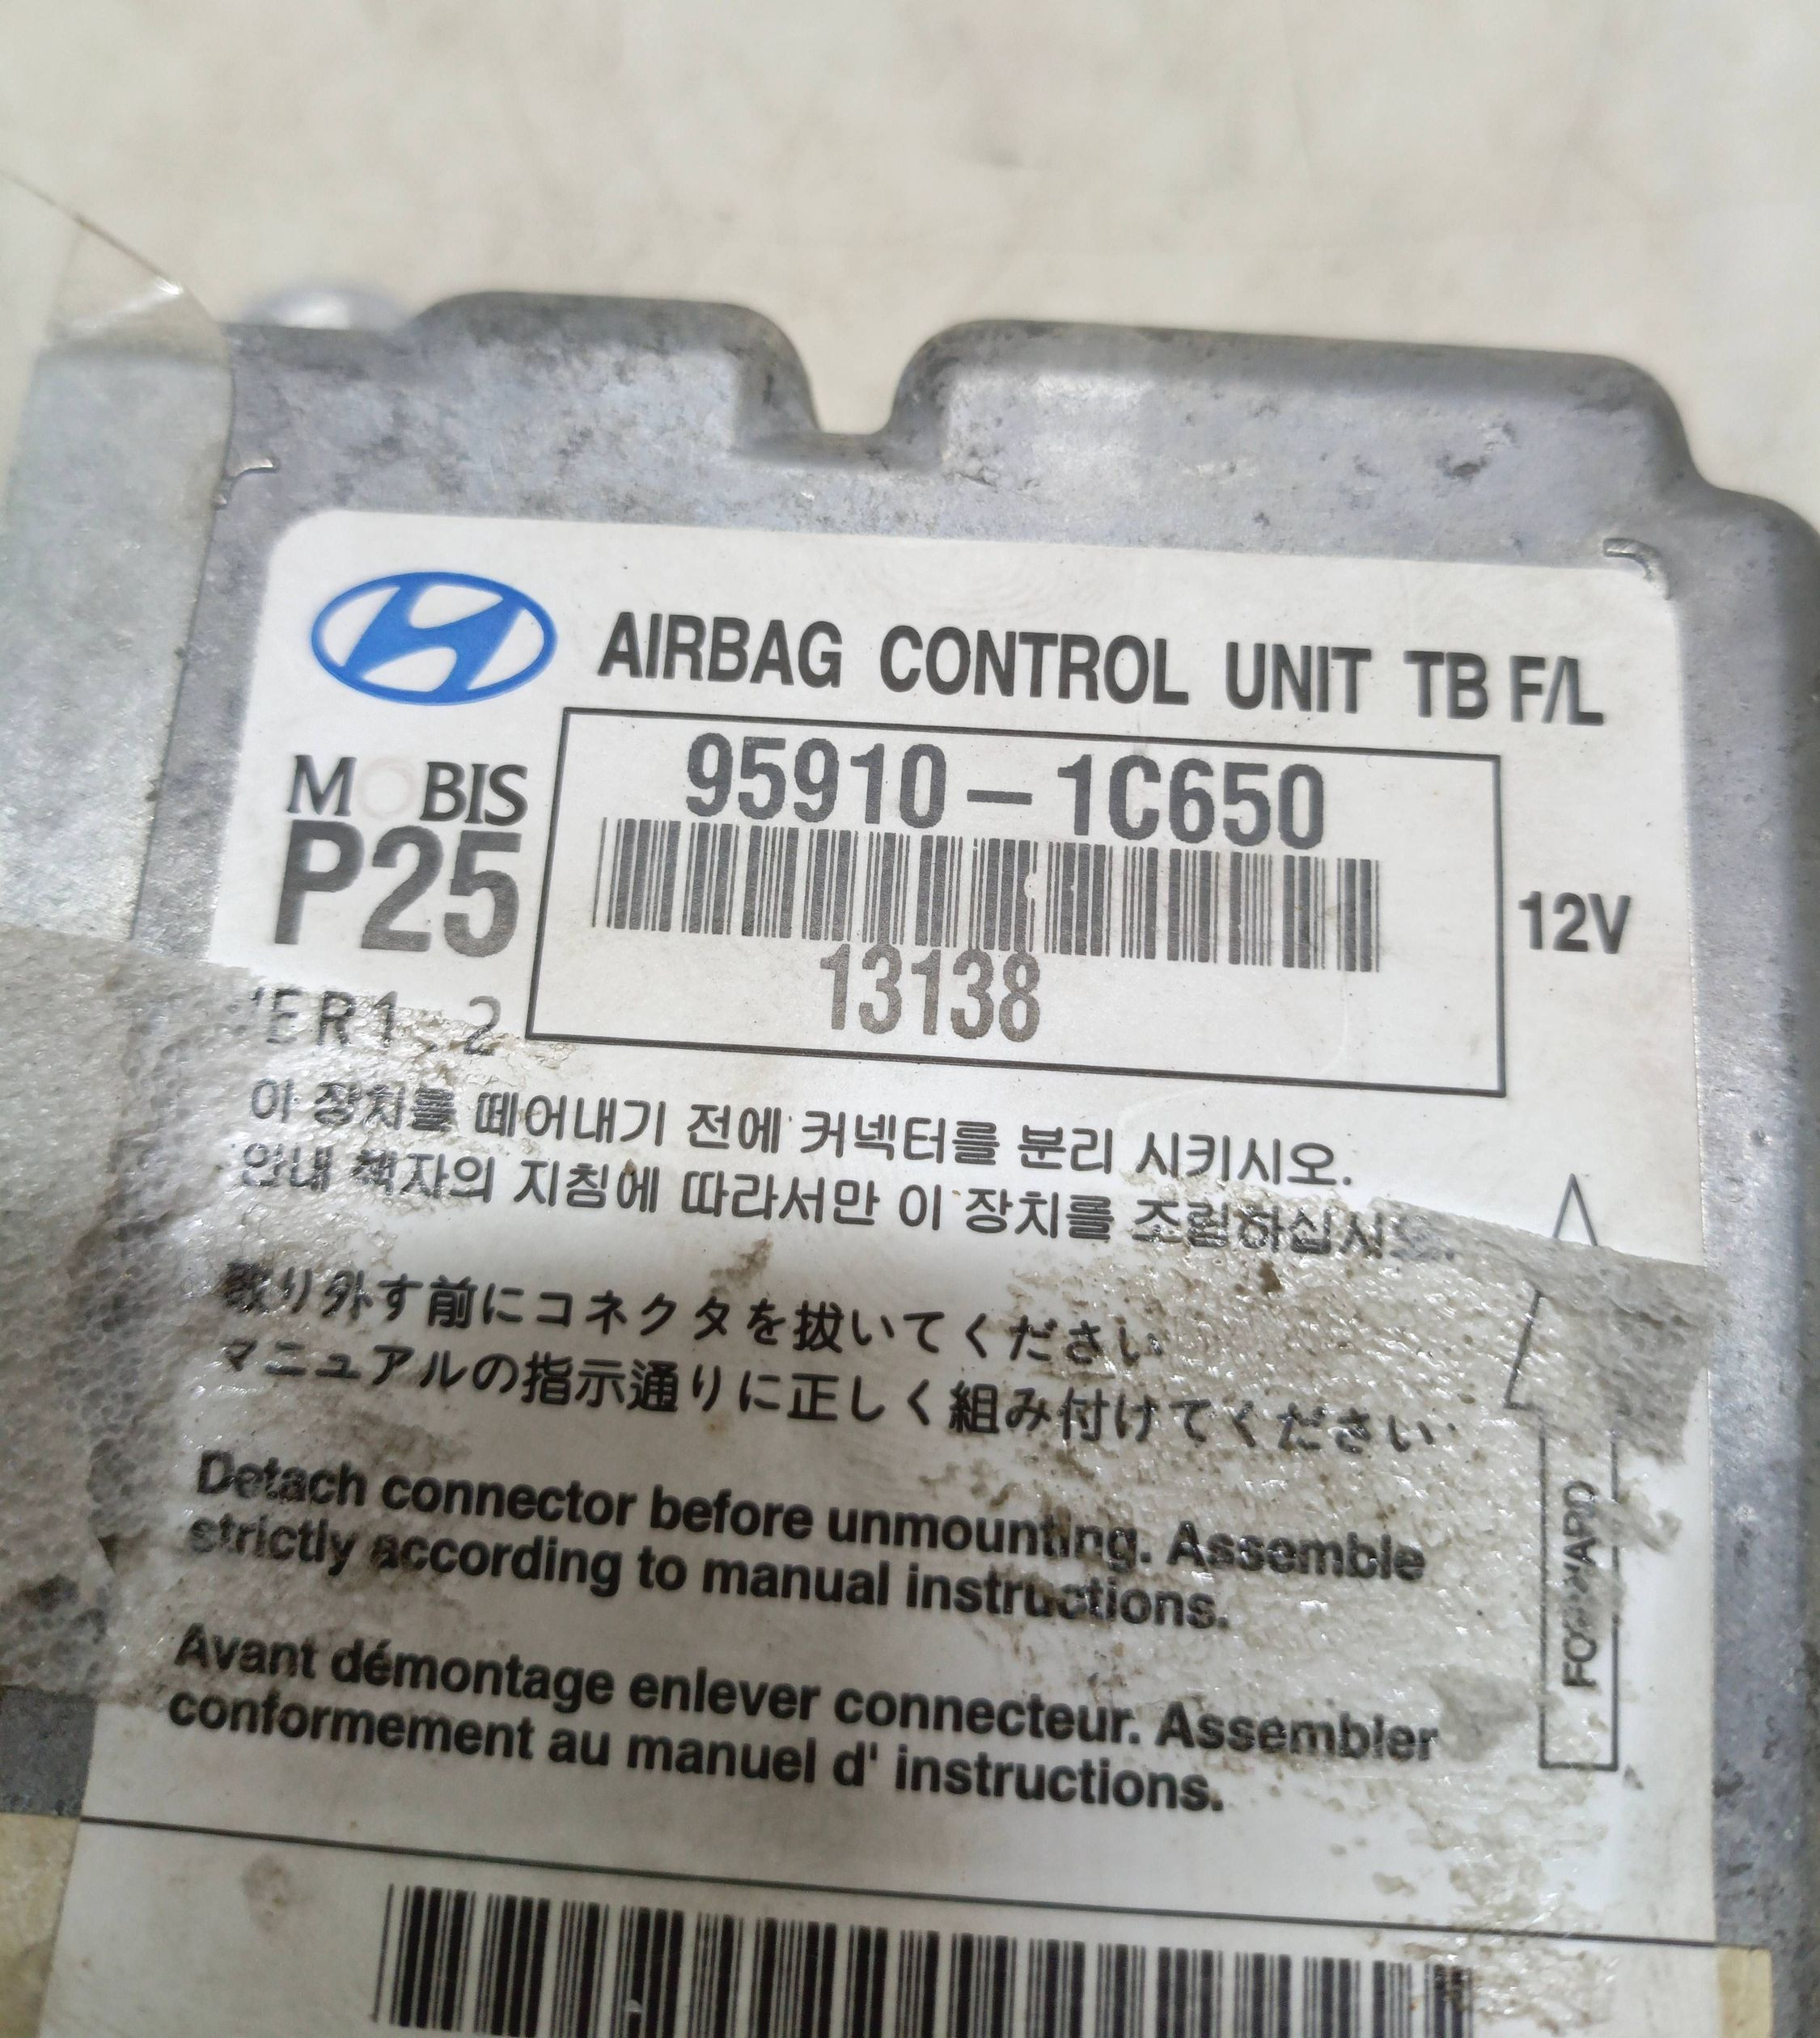 AIRBAG CONTROL UNIT TB F/L
MOBIS
95910-1C650
P25
12V
13138
VER1.2
이 장치를 떼어내기 전에 커넥터를 분리 시키시오.
안내 책자의 지침에 따라서만 이 장치를 조립하십시오.
取り外す前にコネクタを抜いてください
マニュアルの指示通りに正しく組み付けてください
FORWARD
Detach connector before unmounting. Assemble
strictly according to manual instructions.
Avant démontage enlever connecteur. Assembler
conformement au manuel d' instructions.